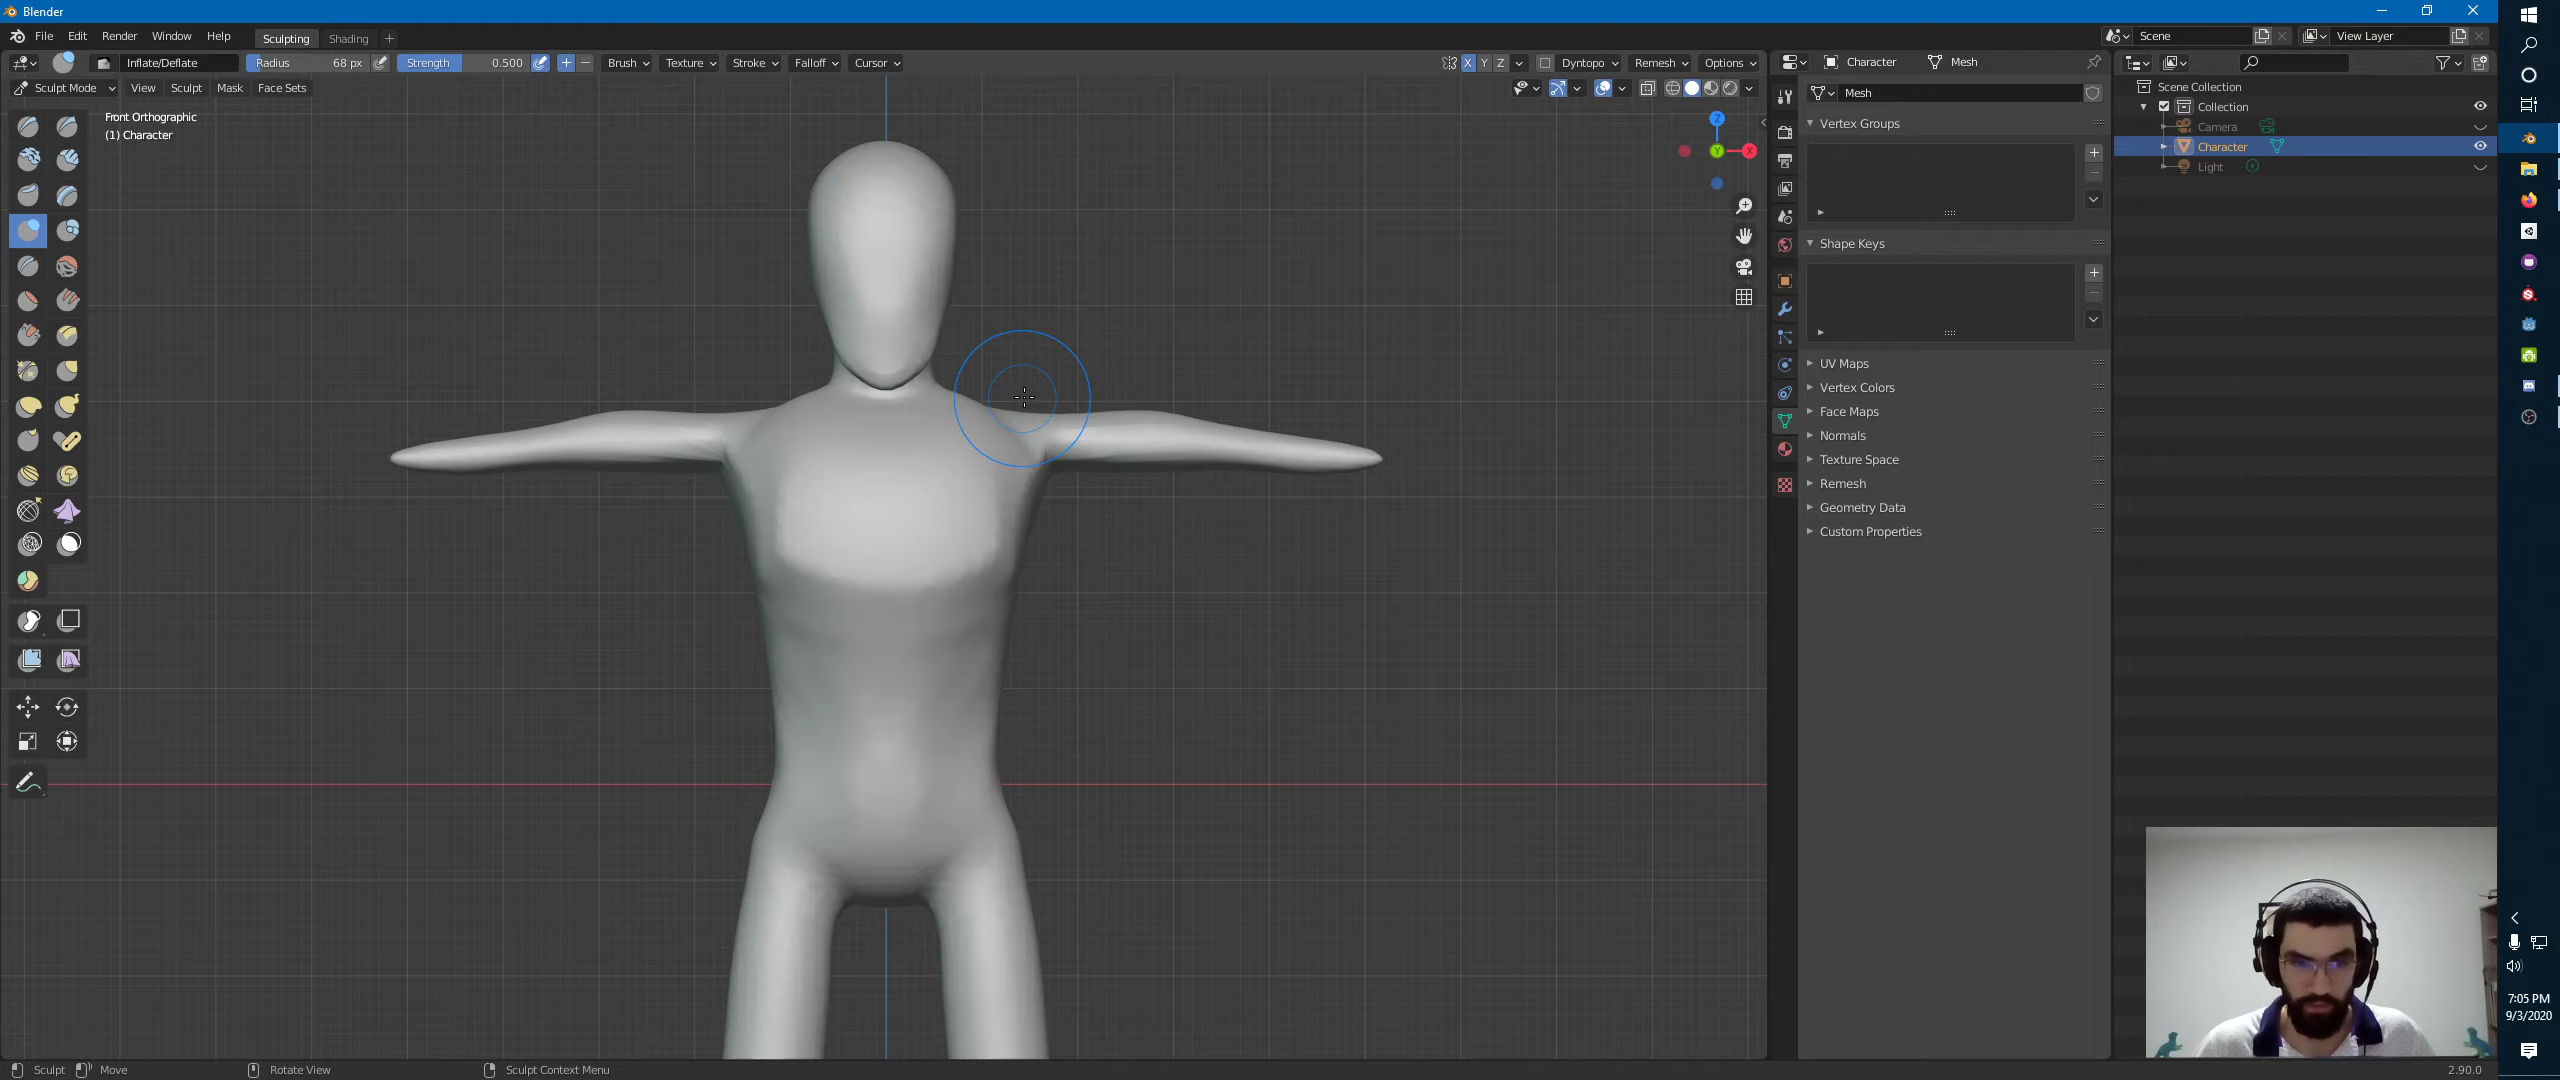 Blender
File Edit Render Window Help Sculpting Shading + Scene View Layer
Inflate/Deflate Radius 68 px Strength 0.500 + − Brush Texture Stroke Falloff Cursor X Y Z Dyntopo Remesh Options Character Mesh
Sculpt Mode View Sculpt Mask Face Sets
Front Orthographic
(1) Character
Z
Y
X
Mesh
Vertex Groups
Shape Keys
UV Maps
Vertex Colors
Face Maps
Normals
Texture Space
Remesh
Geometry Data
Custom Properties
Scene Collection
Collection
Camera
Character
Light
7:05 PM
9/3/2020
Sculpt Move Rotate View Sculpt Context Menu 2.90.0